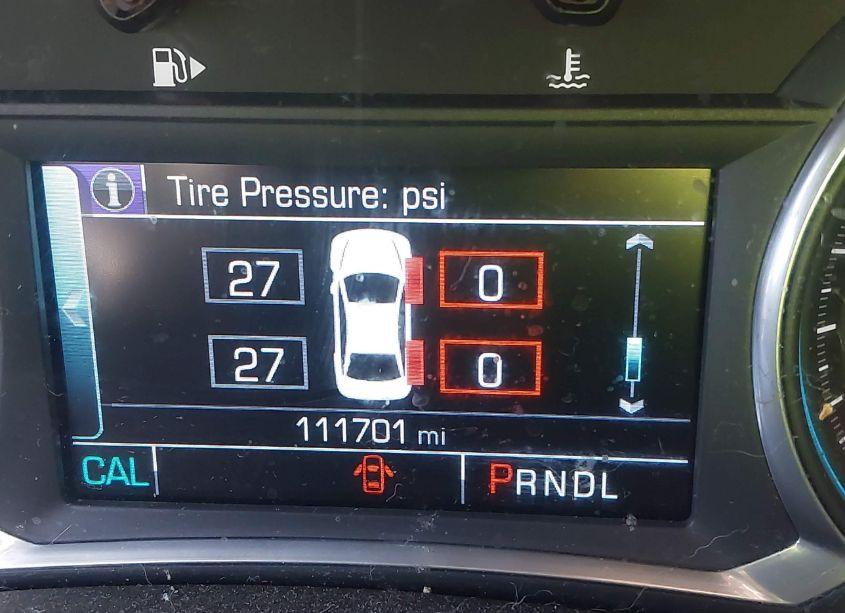 i Tire Pressure: psi
27 0
27 0
111701 mi
CAL PRNDL